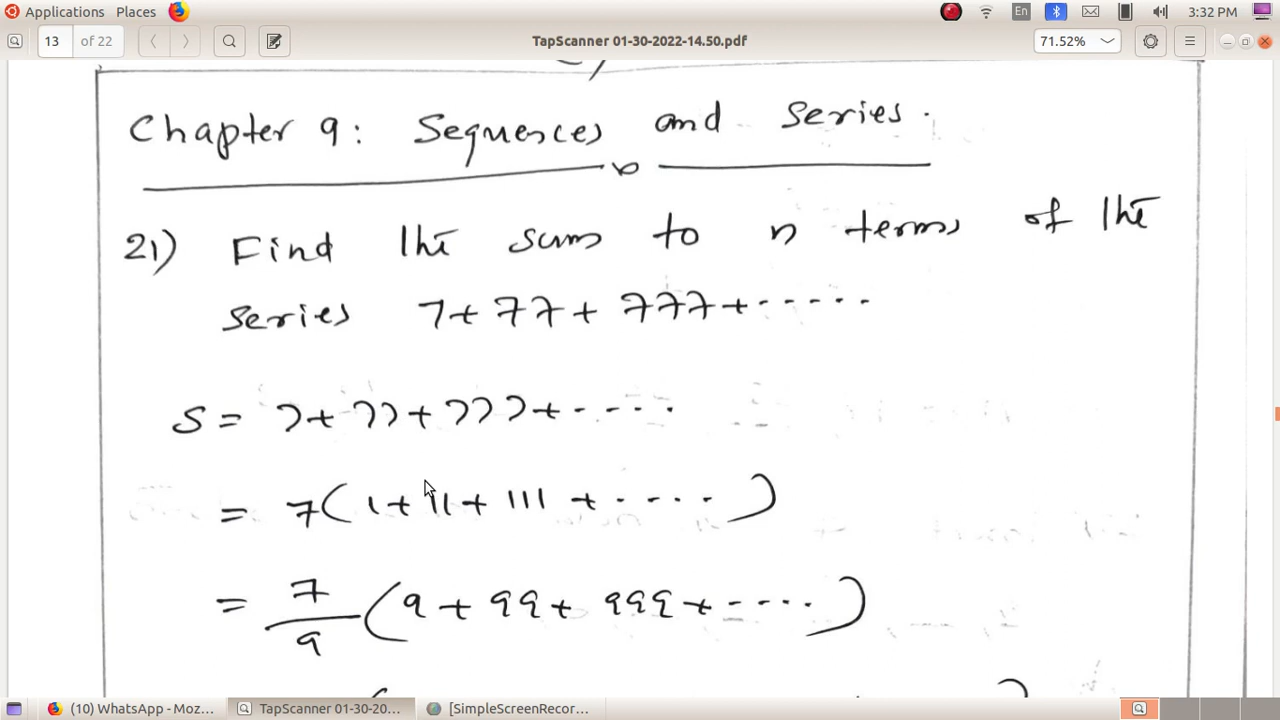 Applications Places En 3:32 PM
13 of 22 TapScanner 01-30-2022-14.50.pdf 71.52%
Chapter 9: Sequences and Series.
21) Find the sum to n terms of the
series 7+ 77+ 777+.....
S = 7+ 77+ 777+.....
= 7(1+11+ 111 + .....)
= 7/9 (9 + 99+ 999+.....)
(10) WhatsApp - Moz... TapScanner 01-30-20... [SimpleScreenRecor...